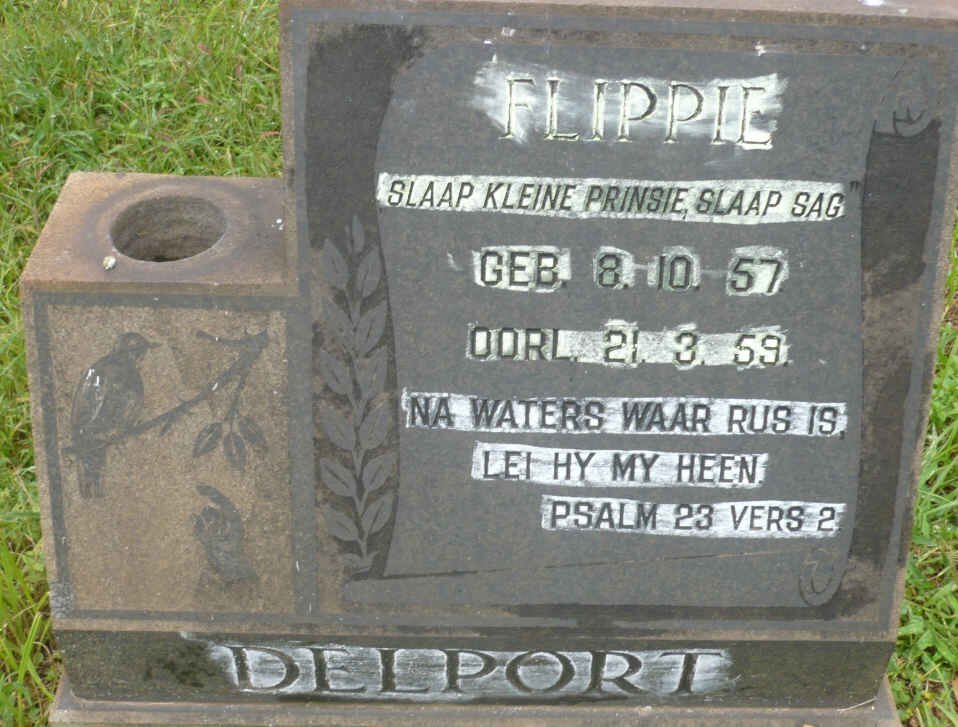 FLIPPIE
"SLAAP KLEINE PRINSIE, SLAAP SAG"
GEB. 8. 10. 57
OORL. 21. 3. 59.
NA WATERS WAAR RUS IS,
LEI HY MY HEEN.
PSALM 23 VERS 2.
DELPORT